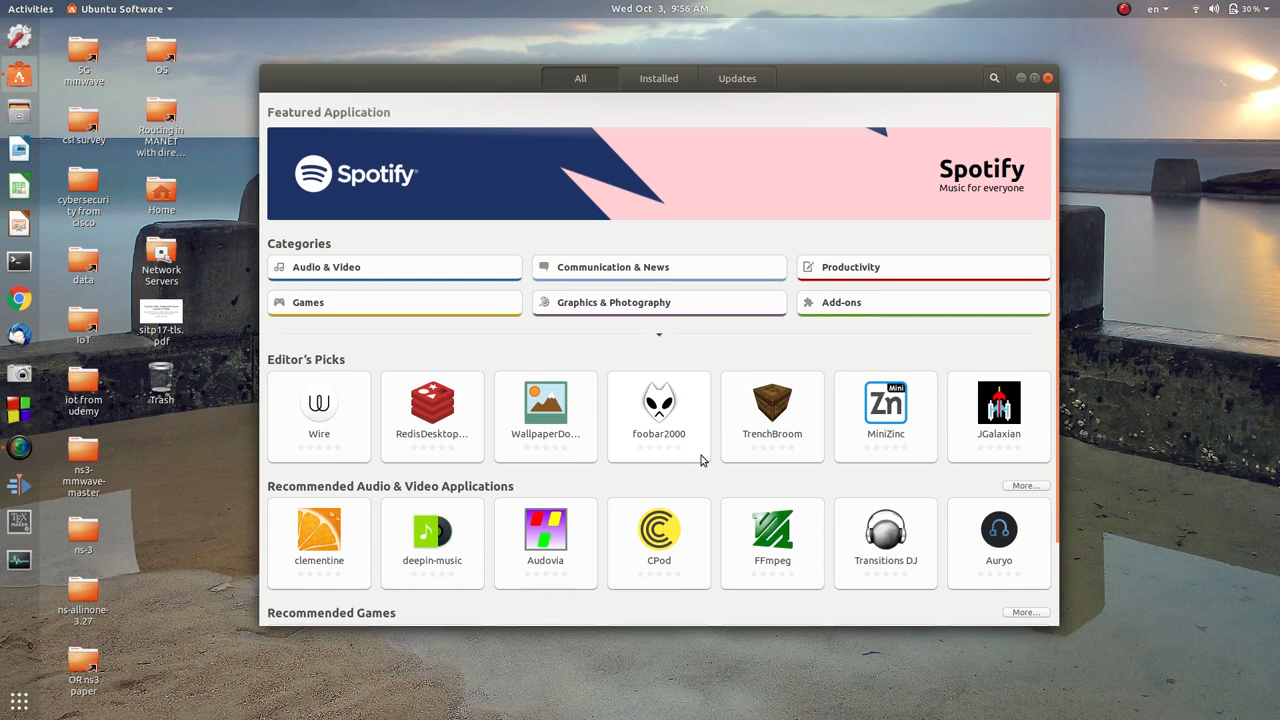 Activities
Ubuntu Software
Wed Oct 3, 9:56 AM
en
30%
5G
mmwave
OS
csi survey
Routing in
MANET
with dire...
cybersecuri
ty from
cisco
Home
data
Network
Servers
IoT
sitp17-tls.
pdf
iot from
udemy
Trash
ns3-
mmwave-
master
ns-3
ns-allinone-
3.27
OR ns3
paper
All
Installed
Updates
Featured Application
Spotify®
Spotify
Music for everyone
Categories
Audio & Video
Communication & News
Productivity
Games
Graphics & Photography
Add-ons
Editor's Picks
Wire
RedisDesktop...
WallpaperDo...
foobar2000
TrenchBroom
Mini
Zn
MiniZinc
JGalaxian
Recommended Audio & Video Applications
More...
clementine
deepin-music
Audovia
CPod
FFmpeg
Transitions DJ
Auryo
Recommended Games
More...